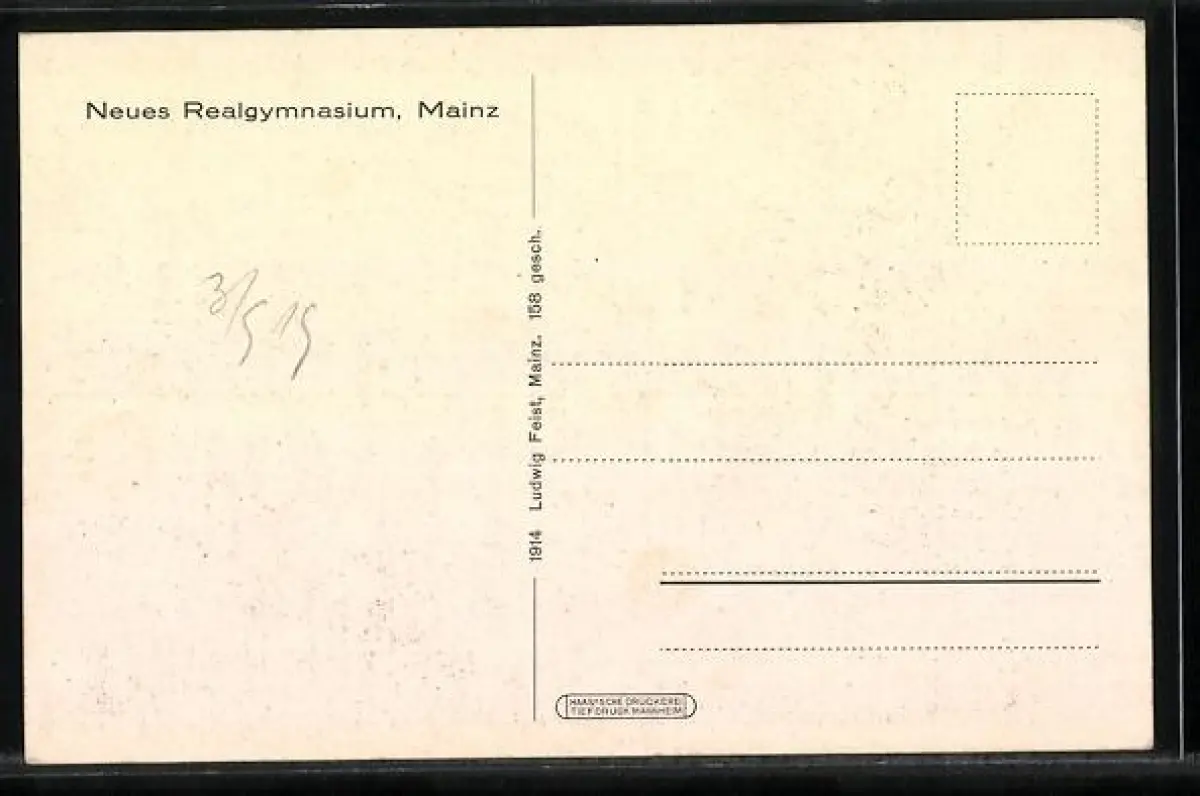 Neues Realgymnasium, Mainz
3/5 15
1914 Ludwig Feist, Mainz. 158 gesch.
HAAS'SCHE DRUCKEREI
TIEFDRUCK MANNHEIM